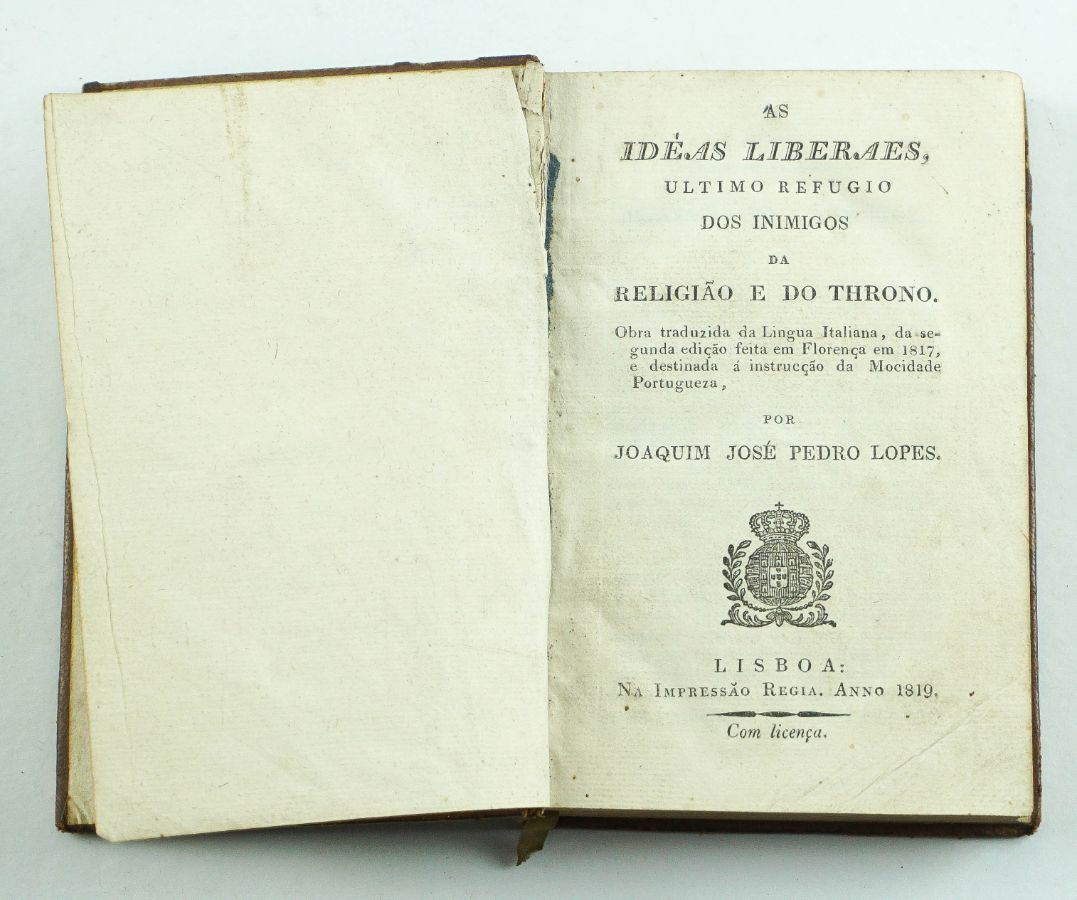 AS
IDÉAS LIBERAES,
ULTIMO REFUGIO
DOS INIMIGOS
DA
RELIGIÃO E DO THRONO.
Obra traduzida da Lingua Italiana, da se-
gunda edição feita em Florença em 1817,
e destinada á instrucção da Mocidade
Portugueza,
POR
JOAQUIM JOSÉ PEDRO LOPES.
LISBOA:
NA IMPRESSÃO REGIA. ANNO 1819.
Com licença.